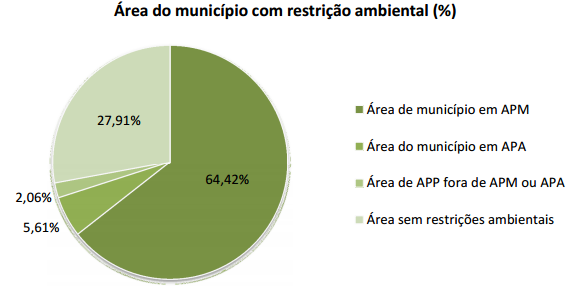 Área do município com restrição ambiental (%)
27,91%
64,42%
2,06%
5,61%
Área de município em APM
Área do município em APA
Área de APP fora de APM ou APA
Área sem restrições ambientais